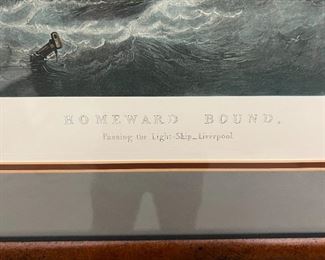 HOMEWARD BOUND.
Passing the Light-Ship_Liverpool.